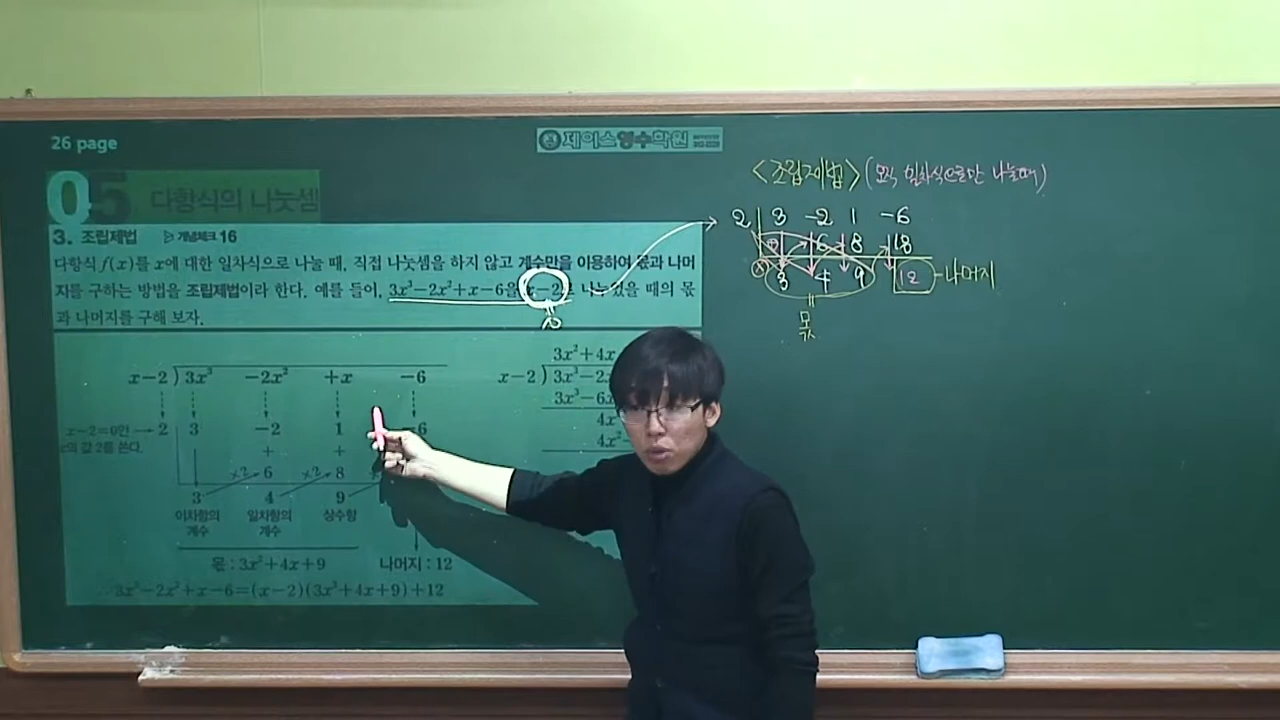 26 page
제이스영수학원
05 다항식의 나눗셈
3. 조립제법 ▷ 개념체크 16
다항식 f(x)를 x에 대한 일차식으로 나눌 때, 직접 나눗셈을 하지 않고 계수만을 이용하여 몫과 나머
지를 구하는 방법을 조립제법이라 한다. 예를 들어, 3x³-2x²+x-6을 x-2로 나누었을 때의 몫
과 나머지를 구해 보자.
x-2 ) 3x³ -2x² +x -6
x-2=0인 → 2 3 -2 1 -6
x의 값 2를 쓴다.
+ +
×2 6 ×2 8
3 4 9
이차항의 일차항의 상수항
계수 계수
몫 : 3x²+4x+9 나머지 : 12
3x³-2x²+x-6=(x-2)(3x²+4x+9)+12
3x²+4x
x-2 ) 3x³-2x
3x³-6x
4x
4x²-
<조립제법> (오직 일차식으로만 나눌때)
2 3 -2 1 -6
+ 6 8 18
× 3 4 9 12 나머지
=
몫